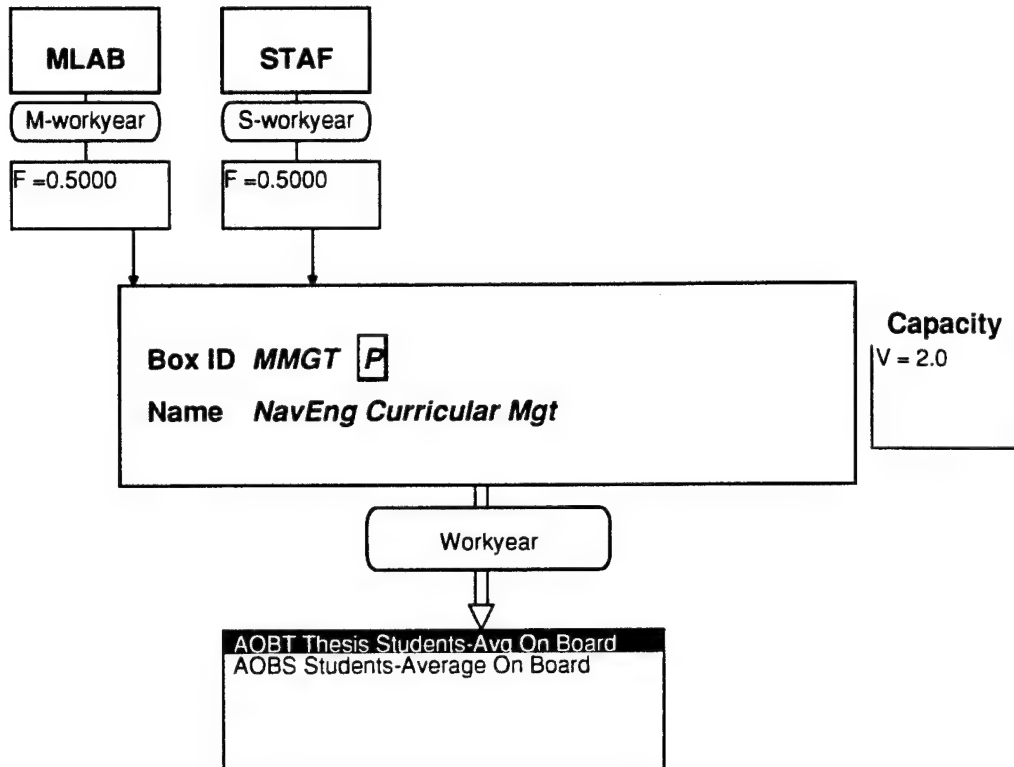 MLAB STAF
M-workyear S-workyear
F =0.5000 F =0.5000
Box ID MMGT P
Name NavEng Curricular Mgt
Capacity
V = 2.0
Workyear
AOBT Thesis Students-Avg On Board
AOBS Students-Average On Board